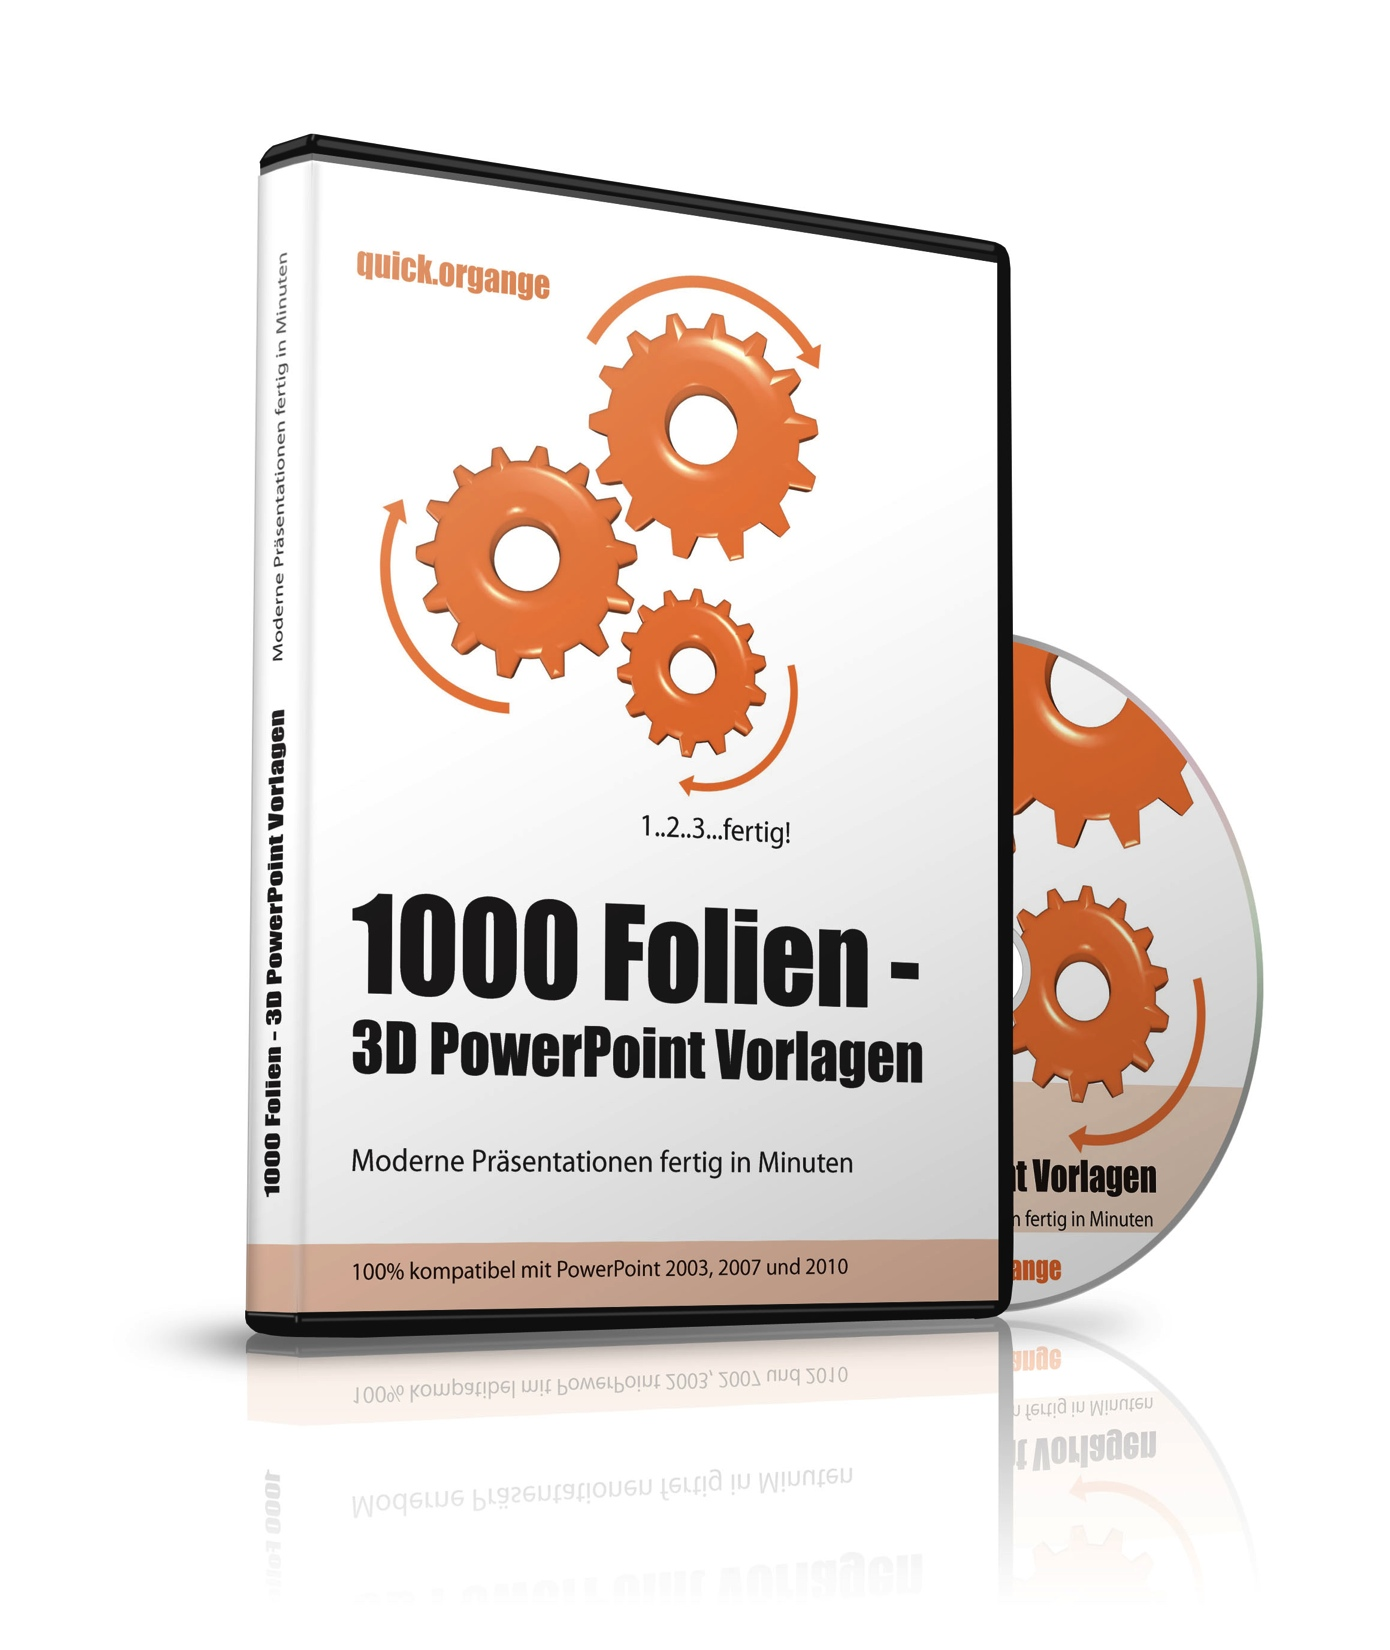 quick.organge
1..2..3...fertig!
1000 Folien -
3D PowerPoint Vorlagen
Moderne Präsentationen fertig in Minuten
100% kompatibel mit PowerPoint 2003, 2007 und 2010
1000 Folien - 3D PowerPoint Vorlagen Moderne Präsentationen fertig in Minuten
nt Vorlagen
n fertig in Minuten
ange